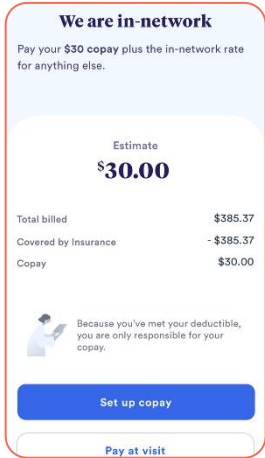 We are in-network
Pay your $30 copay plus the in-network rate
for anything else.
Estimate
$30.00
Total billed $385.37
Covered by Insurance - $385.37
Copay $30.00
Because you've met your deductible,
you are only responsible for your
copay.
Set up copay
Pay at visit